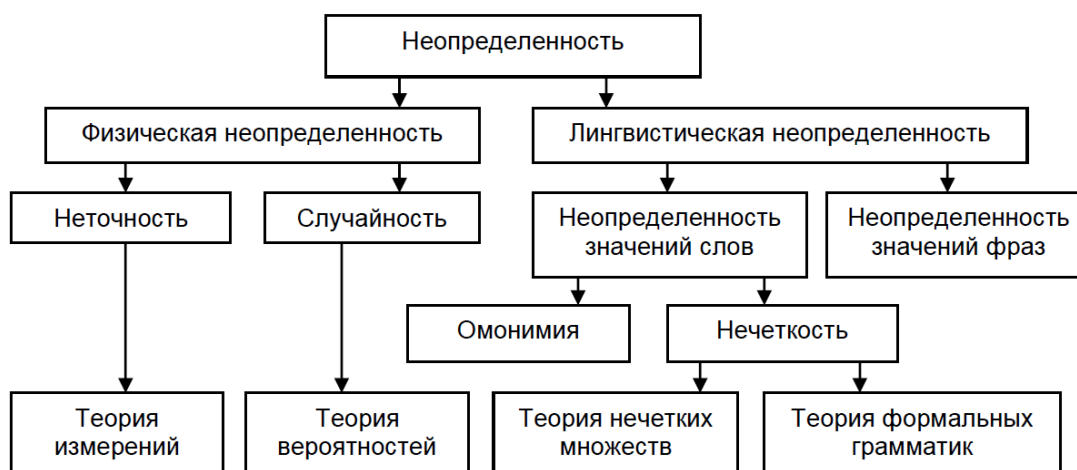 Неопределенность
Физическая неопределенность
Лингвистическая неопределенность
Неточность
Случайность
Неопределенность
значений слов
Неопределенность
значений фраз
Омонимия
Нечеткость
Теория
измерений
Теория
вероятностей
Теория нечетких
множеств
Теория формальных
грамматик